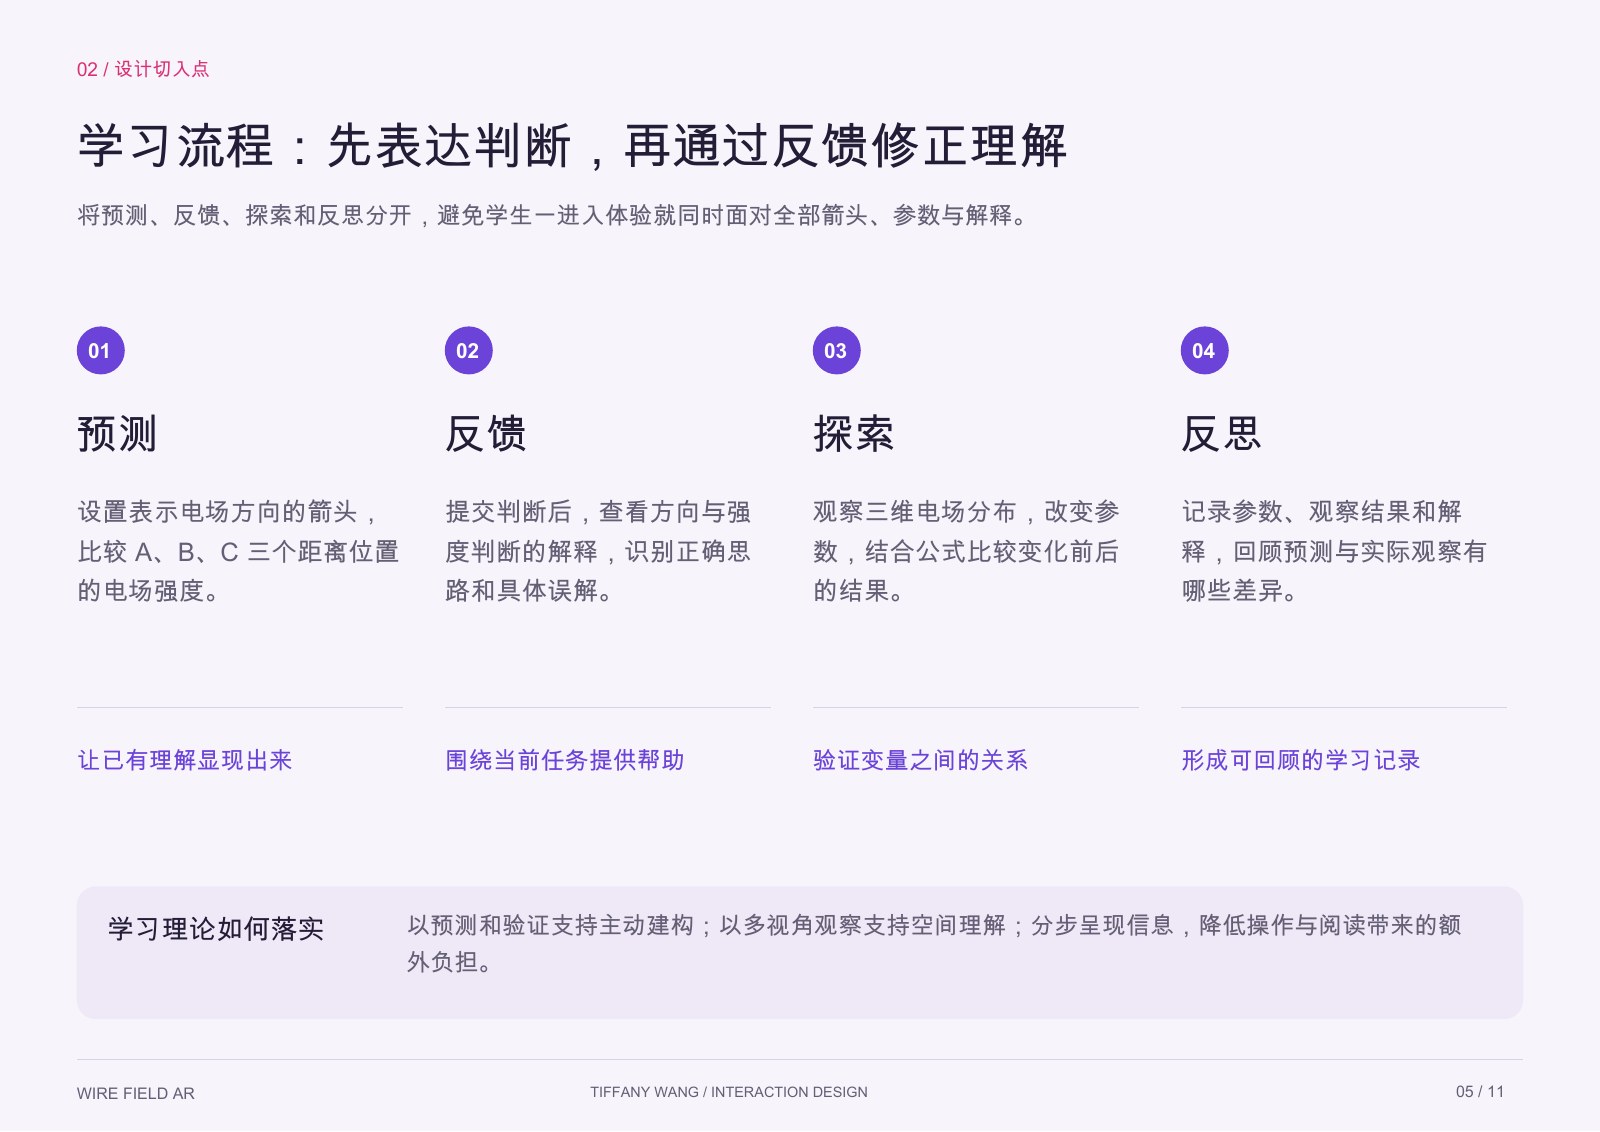 02 / 设计切入点
学习流程：先表达判断，再通过反馈修正理解
将预测、反馈、探索和反思分开，避免学生一进入体验就同时面对全部箭头、参数与解释。
01
预测
设置表示电场方向的箭头，
比较 A、B、C 三个距离位置
的电场强度。
让已有理解显现出来
02
反馈
提交判断后，查看方向与强
度判断的解释，识别正确思
路和具体误解。
围绕当前任务提供帮助
03
探索
观察三维电场分布，改变参
数，结合公式比较变化前后
的结果。
验证变量之间的关系
04
反思
记录参数、观察结果和解
释，回顾预测与实际观察有
哪些差异。
形成可回顾的学习记录
学习理论如何落实
以预测和验证支持主动建构；以多视角观察支持空间理解；分步呈现信息，降低操作与阅读带来的额
外负担。
WIRE FIELD AR
TIFFANY WANG / INTERACTION DESIGN
05 / 11